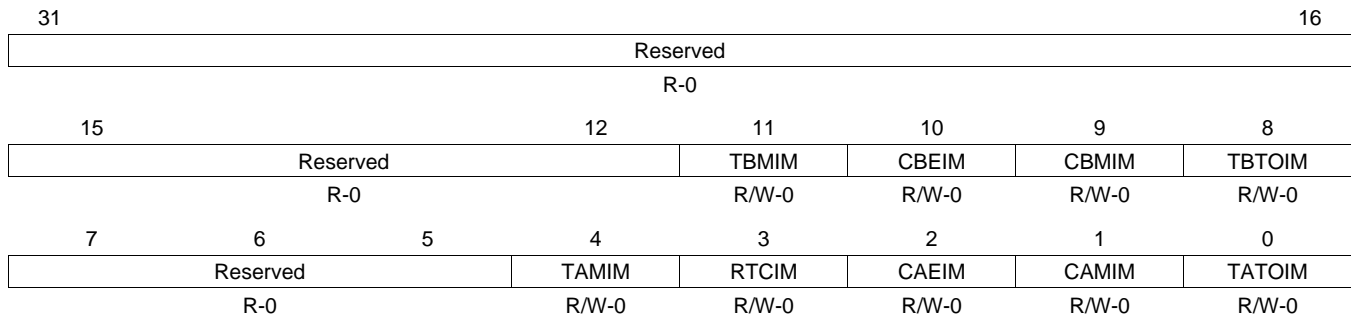 31 16
Reserved
R-0
15 12 11 10 9 8
Reserved TBMIM CBEIM CBMIM TBTOIM
R-0 R/W-0 R/W-0 R/W-0 R/W-0
7 6 5 4 3 2 1 0
Reserved TAMIM RTCIM CAEIM CAMIM TATOIM
R-0 R/W-0 R/W-0 R/W-0 R/W-0 R/W-0